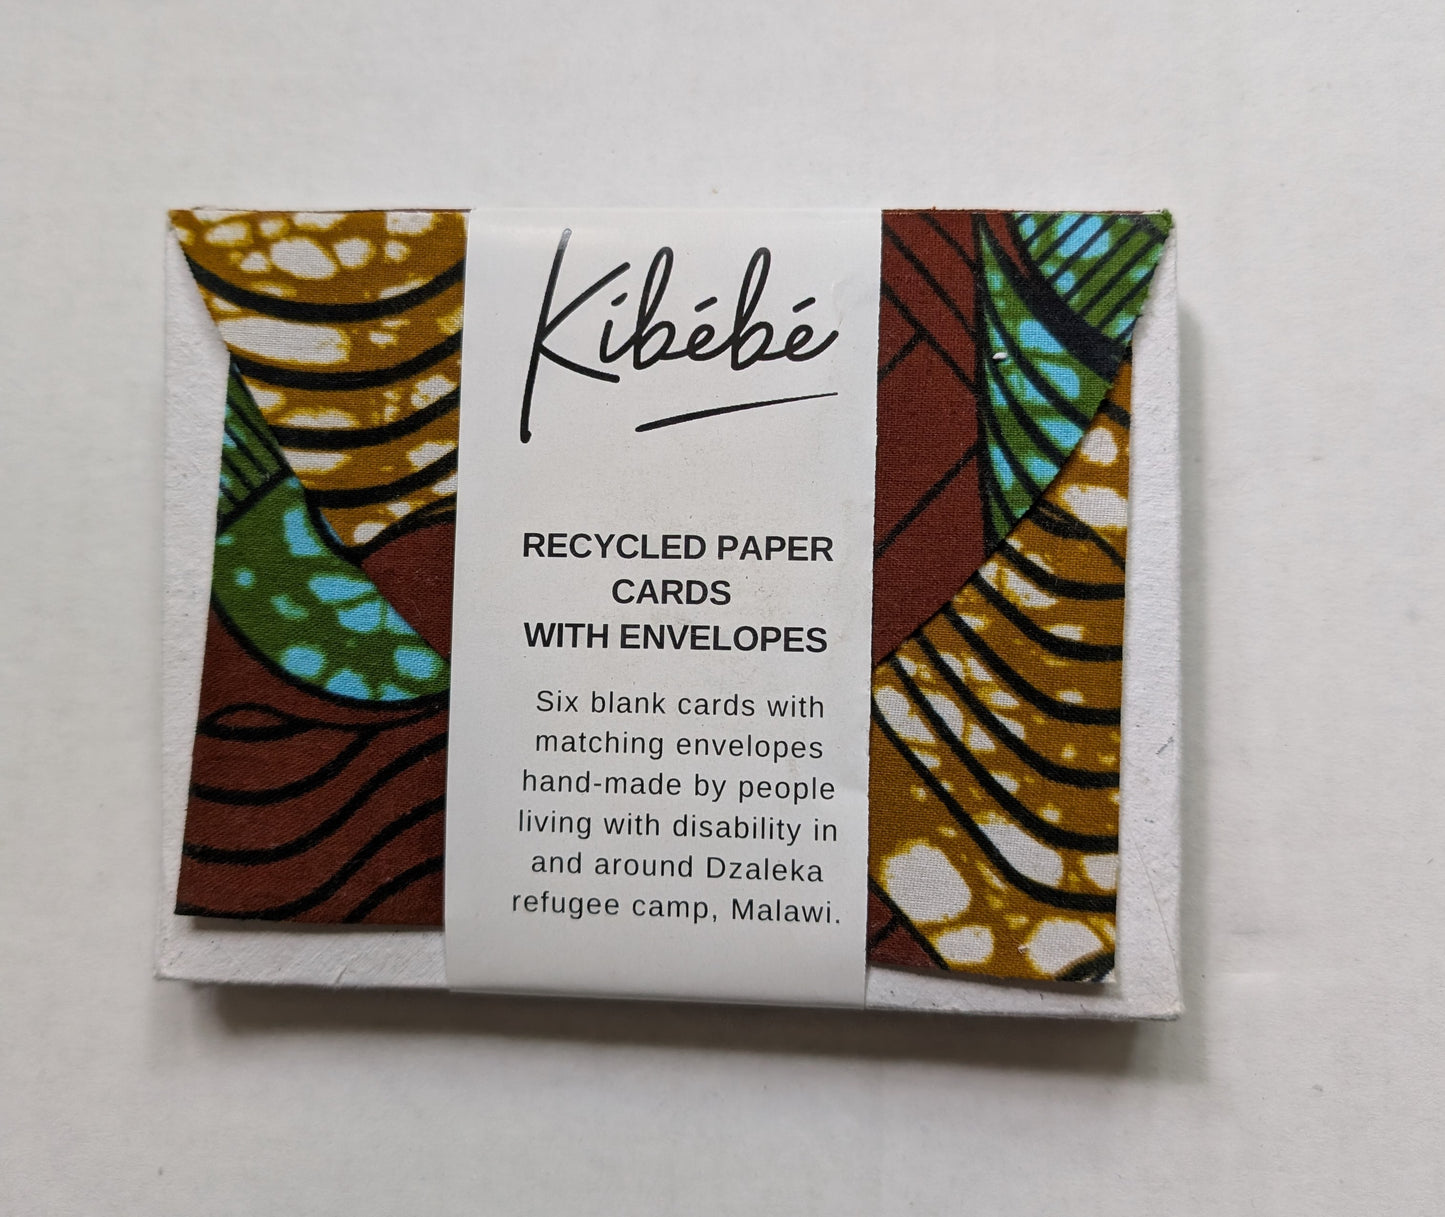 Kibébé
RECYCLED PAPER
CARDS
WITH ENVELOPES
Six blank cards with
matching envelopes
hand-made by people
living with disability in
and around Dzaleka
refugee camp, Malawi.